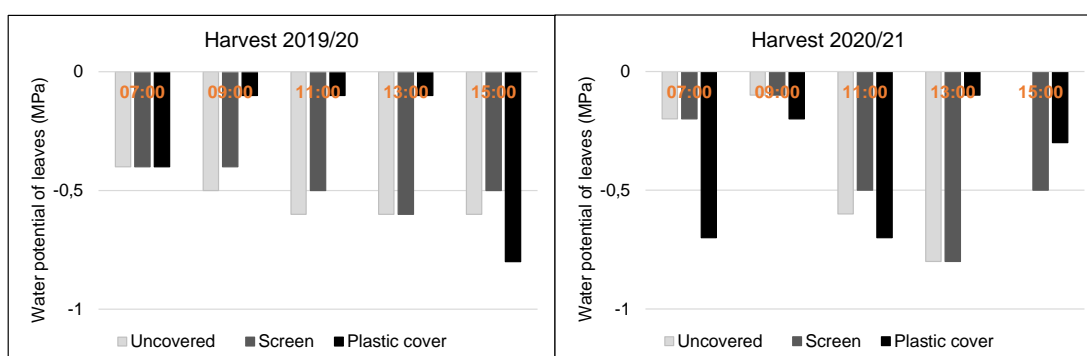 Harvest 2019/20
Water potential of leaves (MPa)
0
-0,5
-1
07:00 09:00 11:00 13:00 15:00
Uncovered Screen Plastic cover
Harvest 2020/21
Water potential of leaves (MPa)
0
-0,5
-1
07:00 09:00 11:00 13:00 15:00
Uncovered Screen Plastic cover